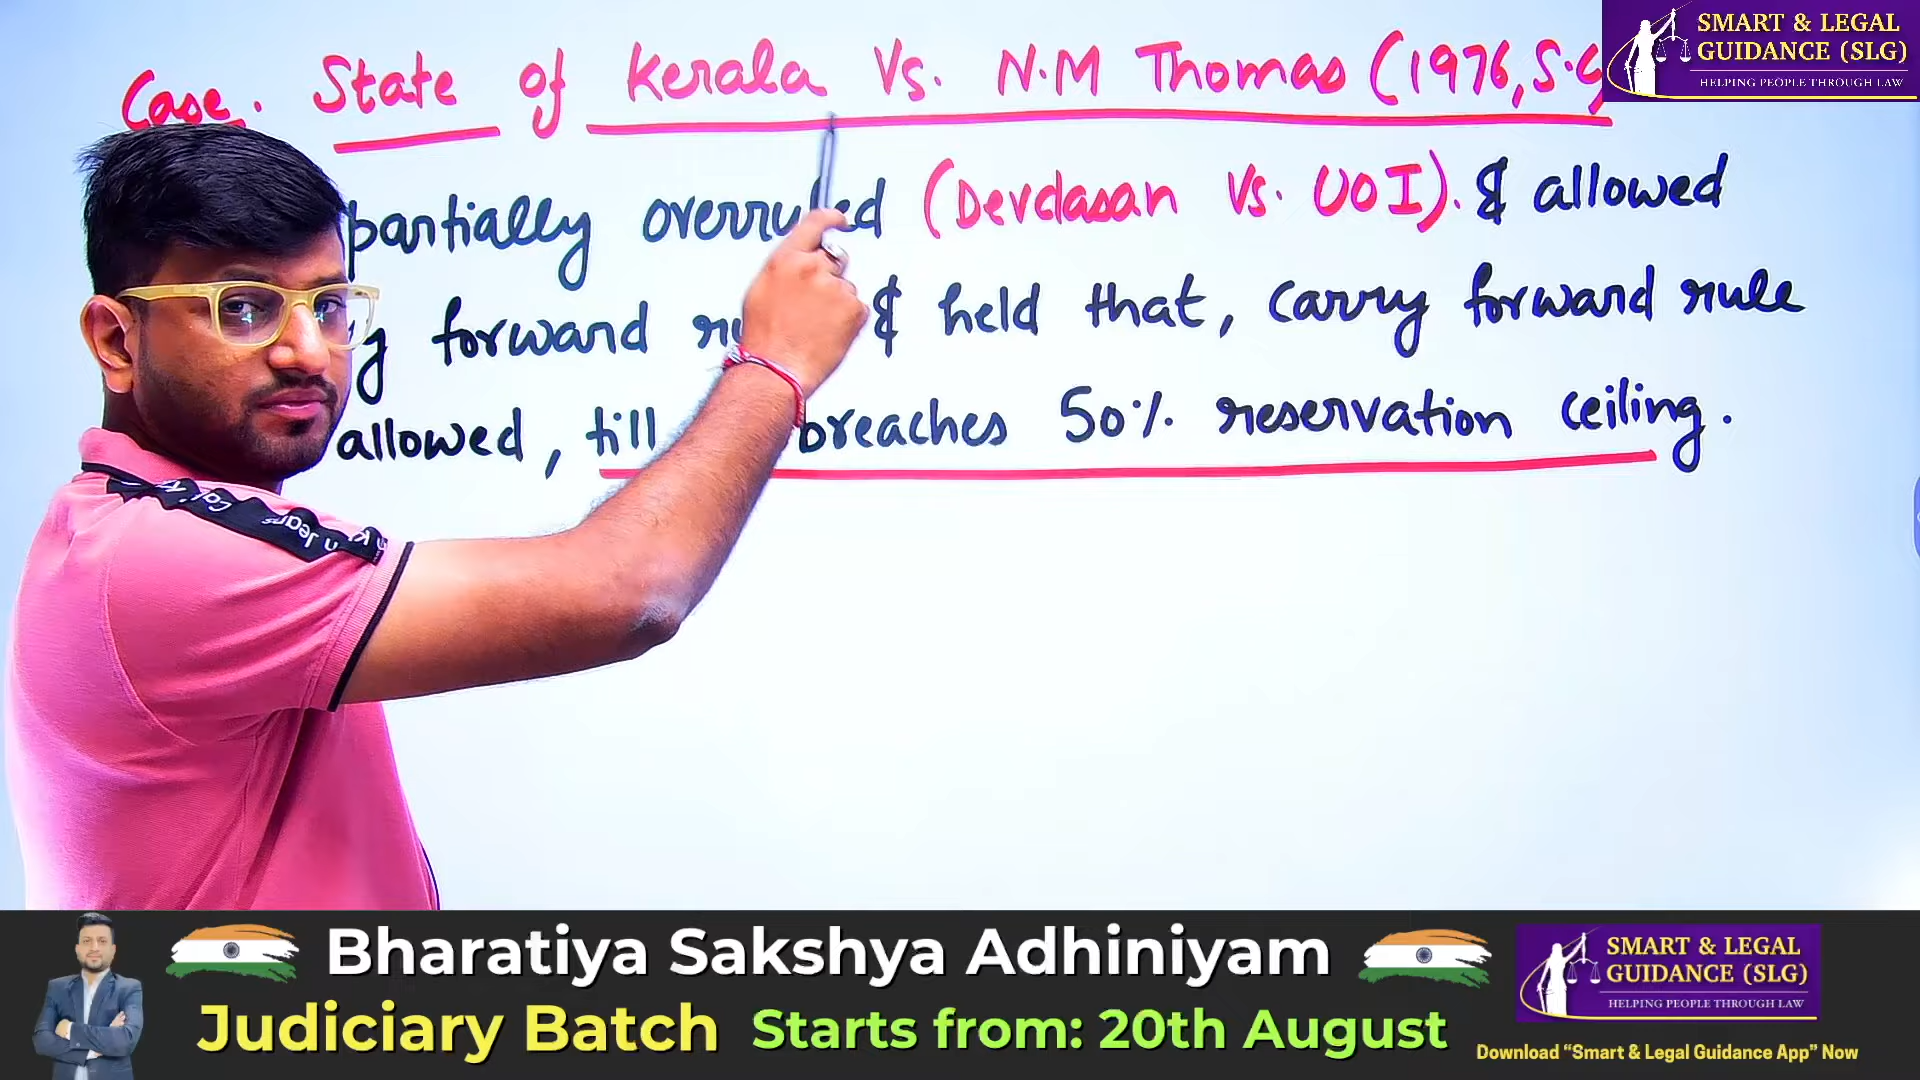 Case. State of Kerala Vs. N.M Thomas (1976, S.C
SMART & LEGAL
GUIDANCE (SLG)
HELPING PEOPLE THROUGH LAW
partially overruled (Devdasan Vs. UOI). & allowed
forward & held that, carry forward rule
allowed, till breaches 50% reservation ceiling.
Bharatiya Sakshya Adhiniyam
Judiciary Batch Starts from: 20th August
SMART & LEGAL
GUIDANCE (SLG)
HELPING PEOPLE THROUGH LAW
Download “Smart & Legal Guidance App” Now